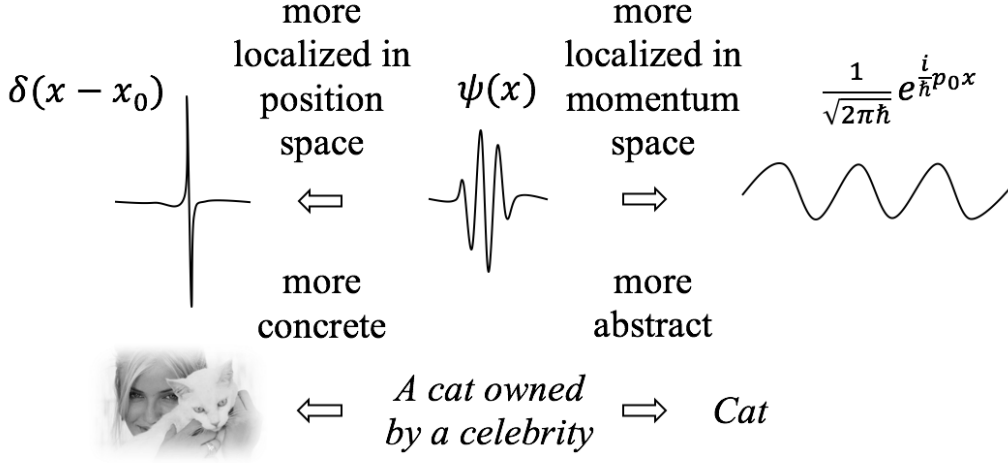 more
localized in
position
space
more
localized in
momentum
space
δ(x − x₀)
ψ(x)
1/√2πℏ e^{i/ℏ p₀x}
more
concrete
more
abstract
A cat owned
by a celebrity
Cat